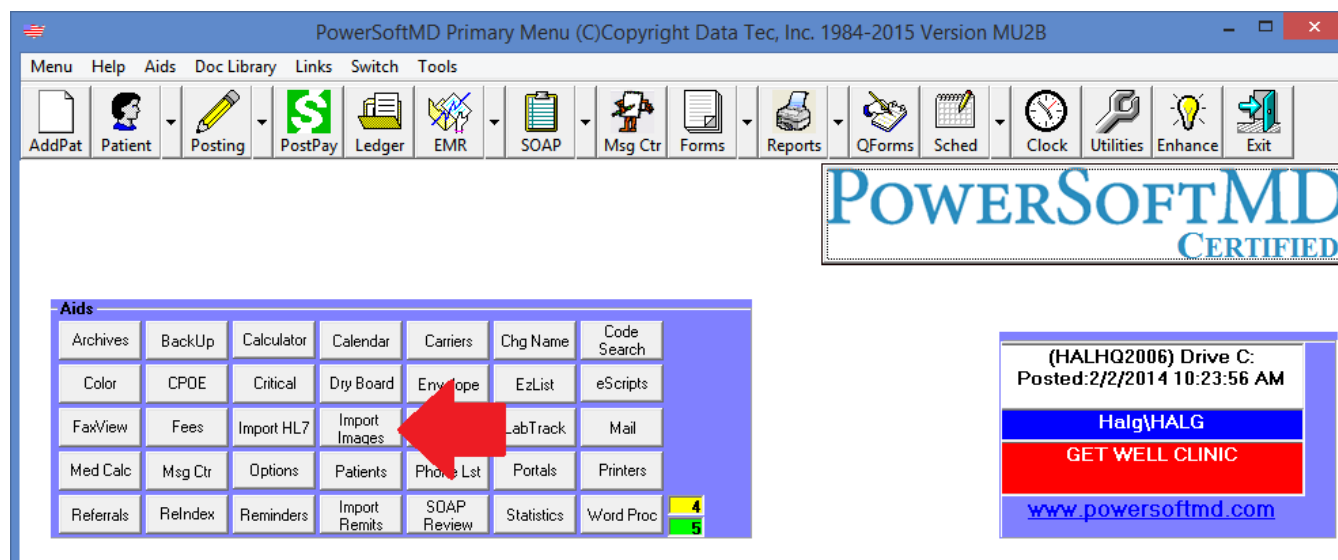 PowerSoftMD Primary Menu (C)Copyright Data Tec, Inc. 1984-2015 Version MU2B
Menu Help Aids Doc Library Links Switch Tools
AddPat Patient Posting PostPay Ledger EMR SOAP Msg Ctr Forms Reports QForms Sched Clock Utilities Enhance Exit
POWERSOFTMD
CERTIFIED
Aids
Archives BackUp Calculator Calendar Carriers Chg Name Code Search
Color CPOE Critical Dry Board EzList eScripts
FaxView Fees Import HL7 Import Images LabTrack Mail
Med Calc Msg Ctr Options Patients Phone Lst Portals Printers
Referrals ReIndex Reminders Import Remits SOAP Review Statistics Word Proc 4
5
(HALHQ2006) Drive C:
Posted:2/2/2014 10:23:56 AM
Halg\HALG
GET WELL CLINIC
www.powersoftmd.com